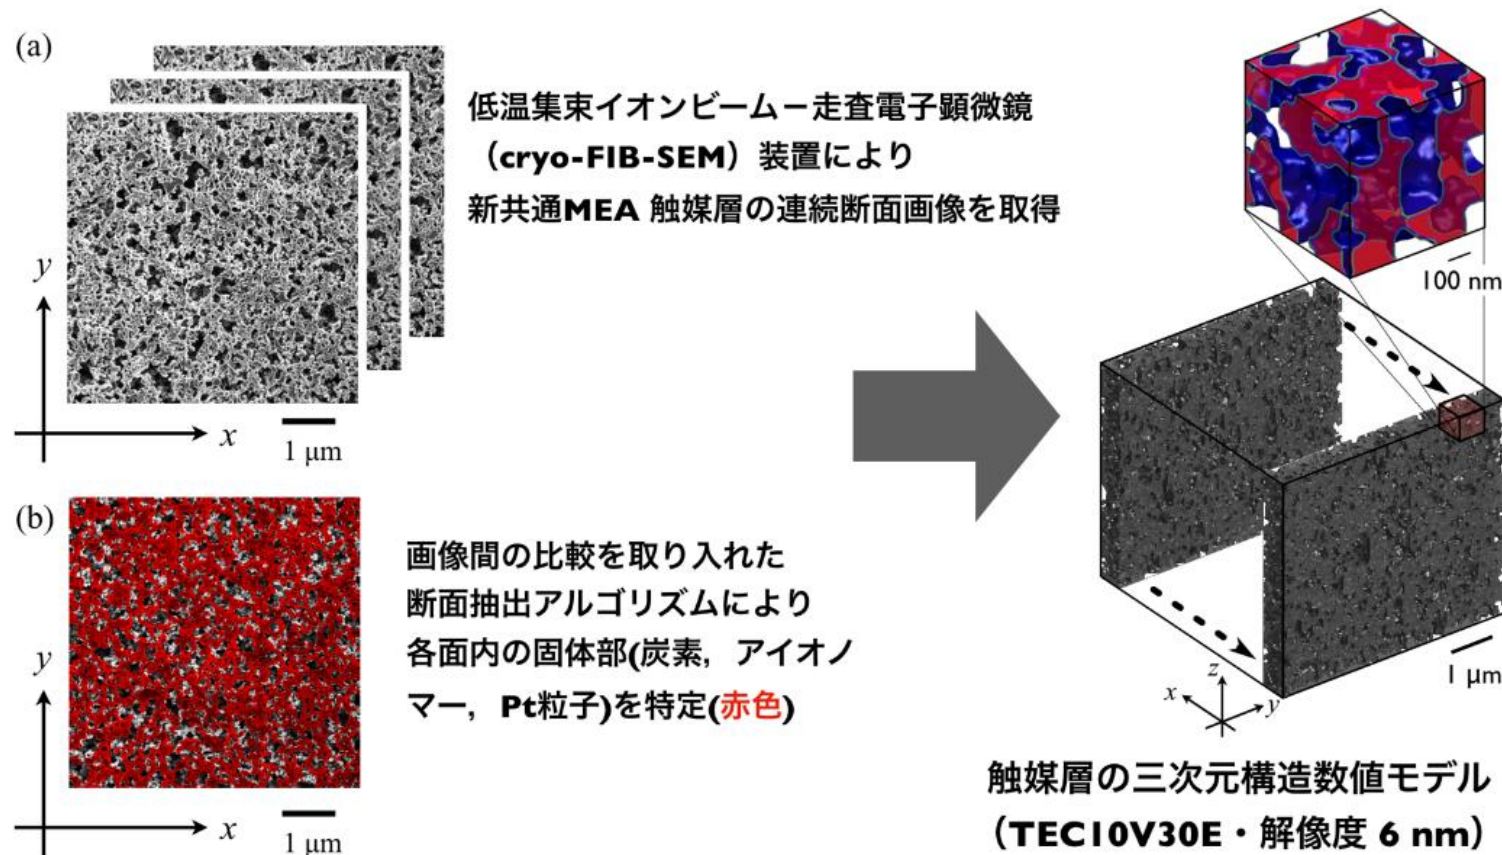 (a)
y
x
1 μm
低温集束イオンビーム－走査電子顕微鏡
（cryo-FIB-SEM）装置により
新共通MEA 触媒層の連続断面画像を取得
(b)
y
x
1 μm
画像間の比較を取り入れた
断面抽出アルゴリズムにより
各面内の固体部(炭素，アイオノ
マー，Pt粒子)を特定(赤色)
100 nm
1 μm
z
x
y
触媒層の三次元構造数値モデル
（TEC10V30E・解像度 6 nm）